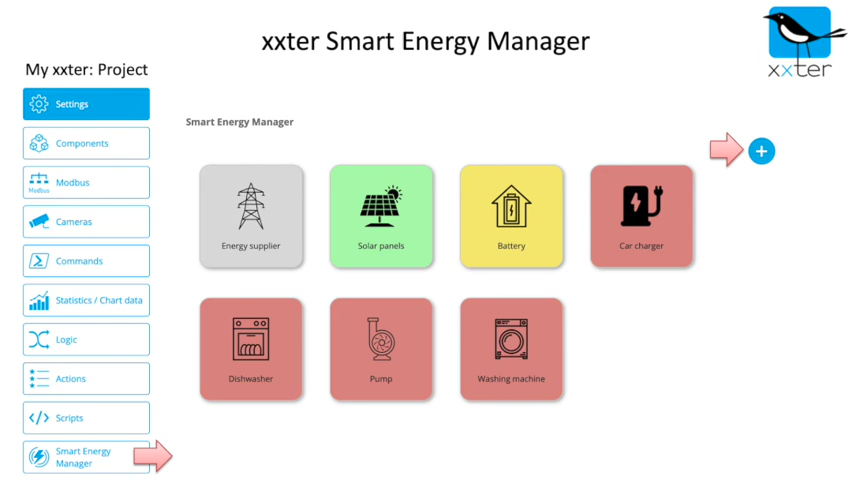 xxter Smart Energy Manager
xxter
My xxter: Project
Settings
Components
Modbus
Modbus
Cameras
Commands
Statistics / Chart data
Logic
Actions
Scripts
Smart Energy
Manager
Smart Energy Manager
Energy supplier
Solar panels
Battery
Car charger
Dishwasher
Pump
Washing machine